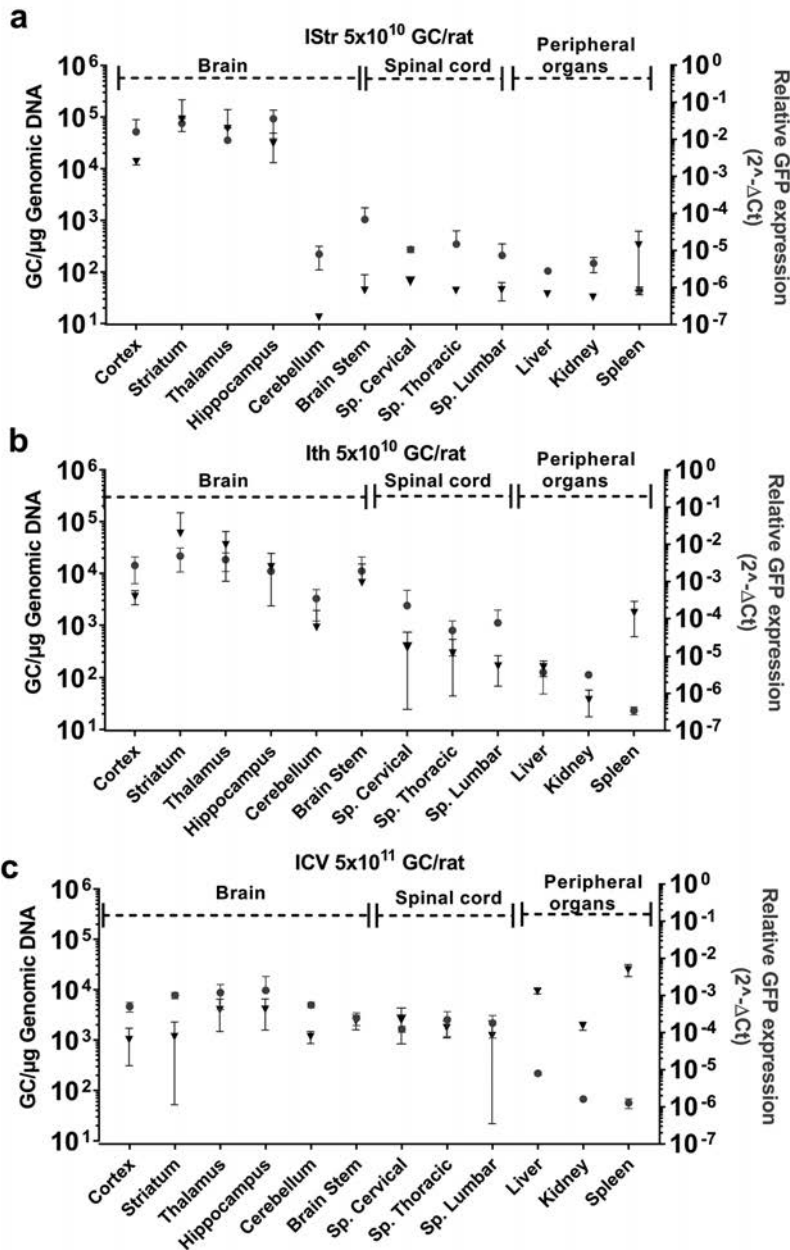 a
IStr 5x10^10 GC/rat
Brain
Spinal cord
Peripheral
organs
GC/µg Genomic DNA
10^6
10^5
10^4
10^3
10^2
10^1
10^0
10^-1
10^-2
10^-3
10^-4
10^-5
10^-6
10^-7
Relative GFP expression
(2^-ΔCt)
Cortex
Striatum
Thalamus
Hippocampus
Cerebellum
Brain Stem
Sp. Cervical
Sp. Thoracic
Sp. Lumbar
Liver
Kidney
Spleen
b
Ith 5x10^10 GC/rat
Brain
Spinal cord
Peripheral
organs
GC/µg Genomic DNA
10^6
10^5
10^4
10^3
10^2
10^1
10^0
10^-1
10^-2
10^-3
10^-4
10^-5
10^-6
10^-7
Relative GFP expression
(2^-ΔCt)
Cortex
Striatum
Thalamus
Hippocampus
Cerebellum
Brain Stem
Sp. Cervical
Sp. Thoracic
Sp. Lumbar
Liver
Kidney
Spleen
c
ICV 5x10^11 GC/rat
Brain
Spinal cord
Peripheral
organs
GC/µg Genomic DNA
10^6
10^5
10^4
10^3
10^2
10^1
10^0
10^-1
10^-2
10^-3
10^-4
10^-5
10^-6
10^-7
Relative GFP expression
(2^-ΔCt)
Cortex
Striatum
Thalamus
Hippocampus
Cerebellum
Brain Stem
Sp. Cervical
Sp. Thoracic
Sp. Lumbar
Liver
Kidney
Spleen